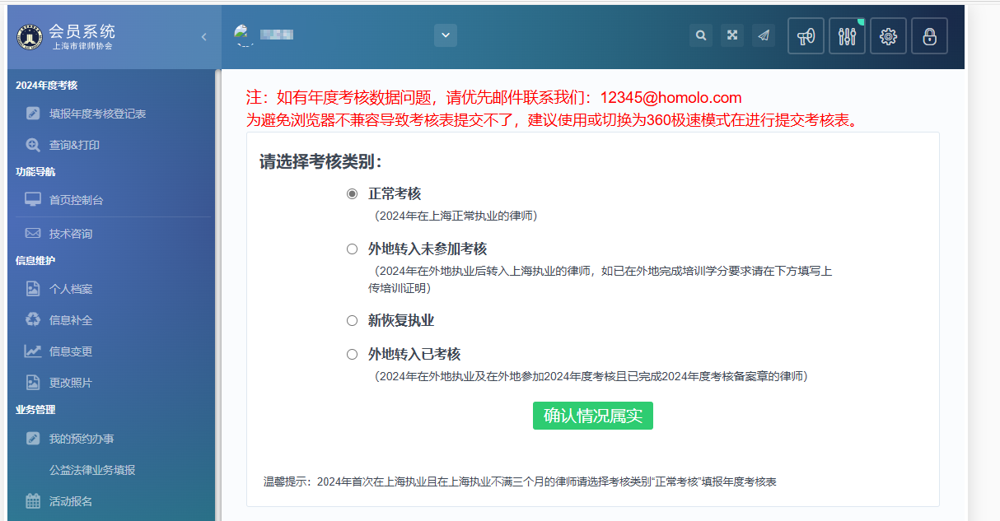 会员系统
上海市律师协会
2024年度考核
填报年度考核登记表
查询&打印
功能导航
首页控制台
技术咨询
信息维护
个人档案
信息补全
信息变更
更改照片
业务管理
我的预约办事
公益法律业务填报
活动报名
注：如有年度考核数据问题，请优先邮件联系我们：12345@homolo.com
为避免浏览器不兼容导致考核表提交不了，建议使用或切换为360极速模式在进行提交考核表。
请选择考核类别：
正常考核
（2024年在上海正常执业的律师）
外地转入未参加考核
（2024年在外地执业后转入上海执业的律师，如已在外地完成培训学分要求请在下方填写上
传培训证明）
新恢复执业
外地转入已考核
（2024年在外地执业及在外地参加2024年度考核且已完成2024年度考核备案章的律师）
确认情况属实
温馨提示：2024年首次在上海执业且在上海执业不满三个月的律师请选择考核类别“正常考核”填报年度考核表